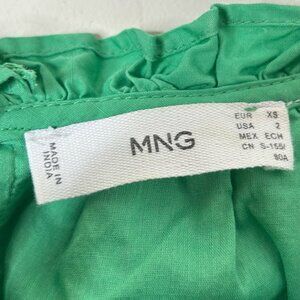 MADE IN
INDIA
MNG
EUR XS
USA 2
MEX ECH
CN S-155/
80A